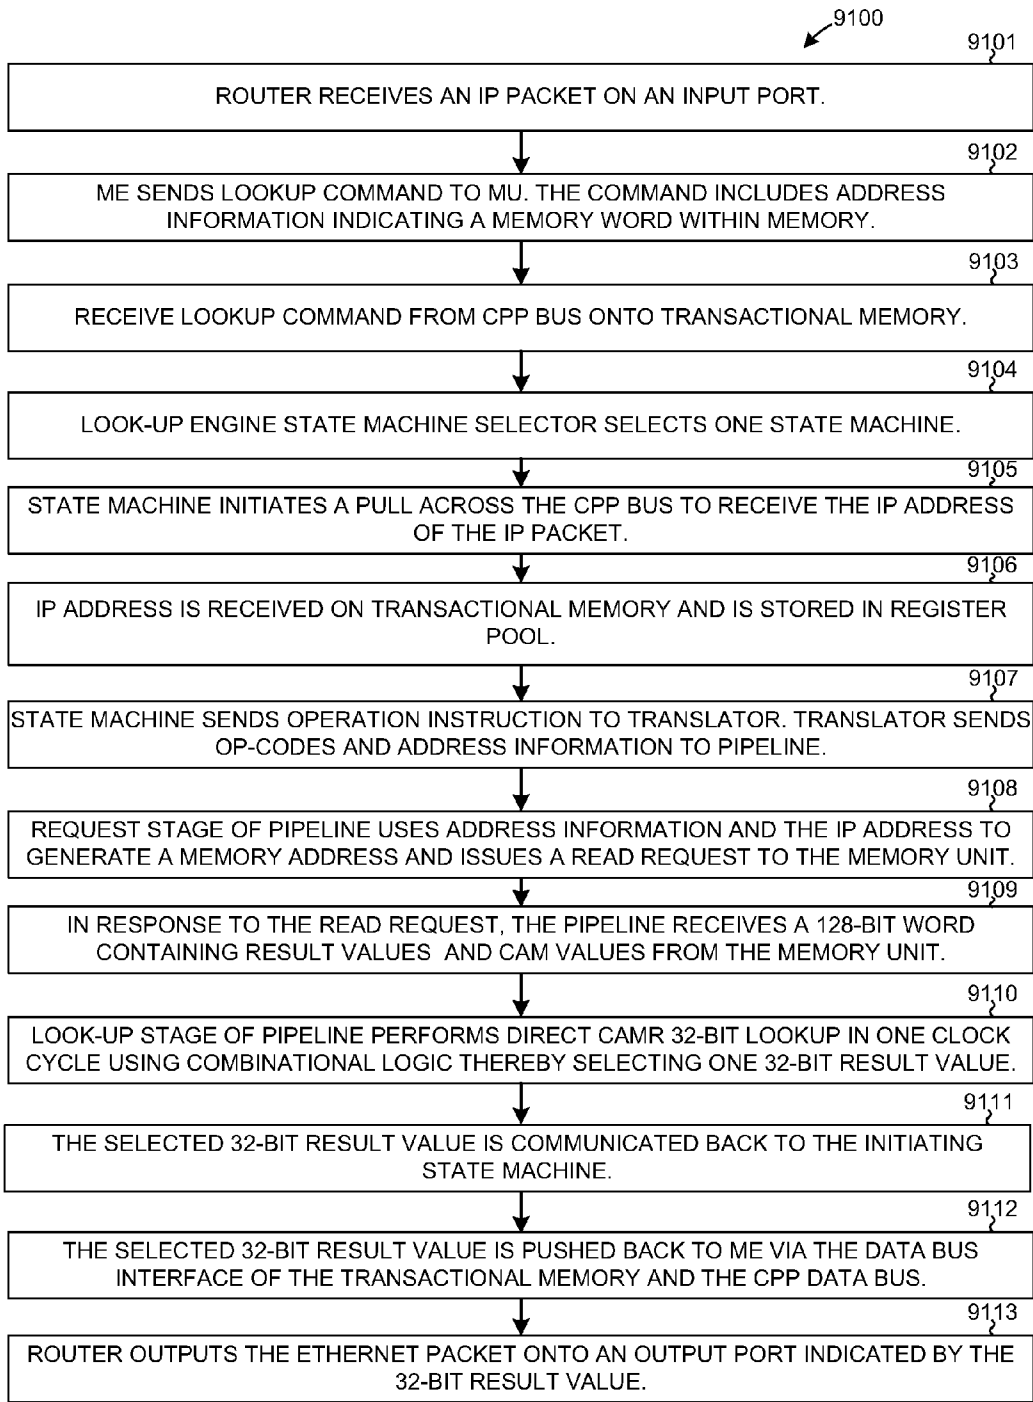 9100
9101
ROUTER RECEIVES AN IP PACKET ON AN INPUT PORT.
9102
ME SENDS LOOKUP COMMAND TO MU. THE COMMAND INCLUDES ADDRESS
INFORMATION INDICATING A MEMORY WORD WITHIN MEMORY.
9103
RECEIVE LOOKUP COMMAND FROM CPP BUS ONTO TRANSACTIONAL MEMORY.
9104
LOOK-UP ENGINE STATE MACHINE SELECTOR SELECTS ONE STATE MACHINE.
9105
STATE MACHINE INITIATES A PULL ACROSS THE CPP BUS TO RECEIVE THE IP ADDRESS
OF THE IP PACKET.
9106
IP ADDRESS IS RECEIVED ON TRANSACTIONAL MEMORY AND IS STORED IN REGISTER
POOL.
9107
STATE MACHINE SENDS OPERATION INSTRUCTION TO TRANSLATOR. TRANSLATOR SENDS
OP-CODES AND ADDRESS INFORMATION TO PIPELINE.
9108
REQUEST STAGE OF PIPELINE USES ADDRESS INFORMATION AND THE IP ADDRESS TO
GENERATE A MEMORY ADDRESS AND ISSUES A READ REQUEST TO THE MEMORY UNIT.
9109
IN RESPONSE TO THE READ REQUEST, THE PIPELINE RECEIVES A 128-BIT WORD
CONTAINING RESULT VALUES AND CAM VALUES FROM THE MEMORY UNIT.
9110
LOOK-UP STAGE OF PIPELINE PERFORMS DIRECT CAMR 32-BIT LOOKUP IN ONE CLOCK
CYCLE USING COMBINATIONAL LOGIC THEREBY SELECTING ONE 32-BIT RESULT VALUE.
9111
THE SELECTED 32-BIT RESULT VALUE IS COMMUNICATED BACK TO THE INITIATING
STATE MACHINE.
9112
THE SELECTED 32-BIT RESULT VALUE IS PUSHED BACK TO ME VIA THE DATA BUS
INTERFACE OF THE TRANSACTIONAL MEMORY AND THE CPP DATA BUS.
9113
ROUTER OUTPUTS THE ETHERNET PACKET ONTO AN OUTPUT PORT INDICATED BY THE
32-BIT RESULT VALUE.